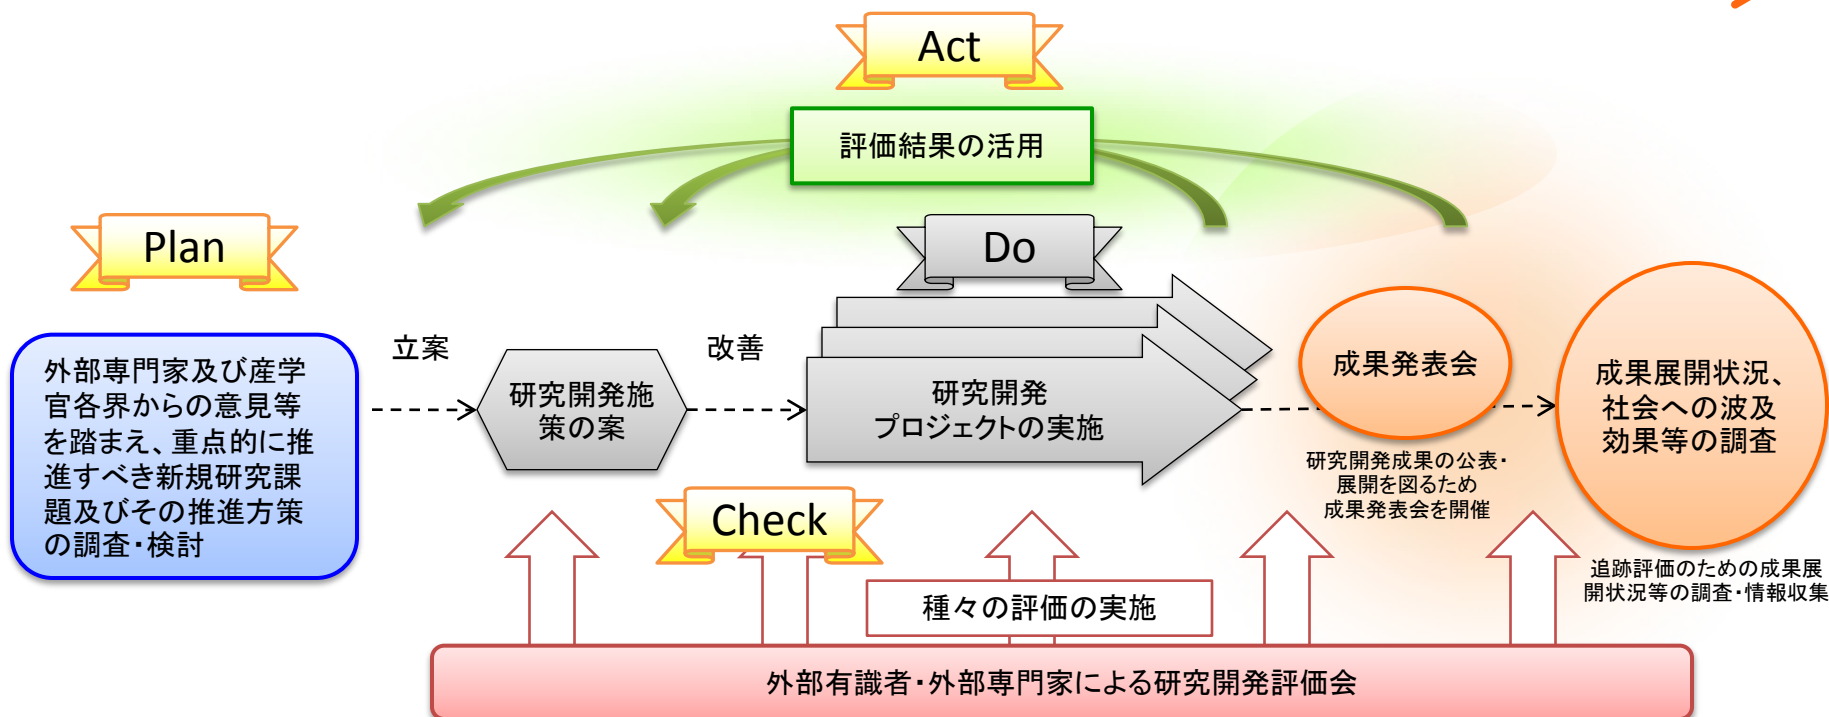 Act
評価結果の活用
Plan
Do
外部専門家及び産学
官各界からの意見等
を踏まえ、重点的に推
進すべき新規研究課
題及びその推進方策
の調査・検討
立案
研究開発施
策の案
改善
研究開発
プロジェクトの実施
成果発表会
研究開発成果の公表・
展開を図るため
成果発表会を開催
成果展開状況、
社会への波及
効果等の調査
追跡評価のための成果展
開状況等の調査・情報収集
Check
種々の評価の実施
外部有識者・外部専門家による研究開発評価会